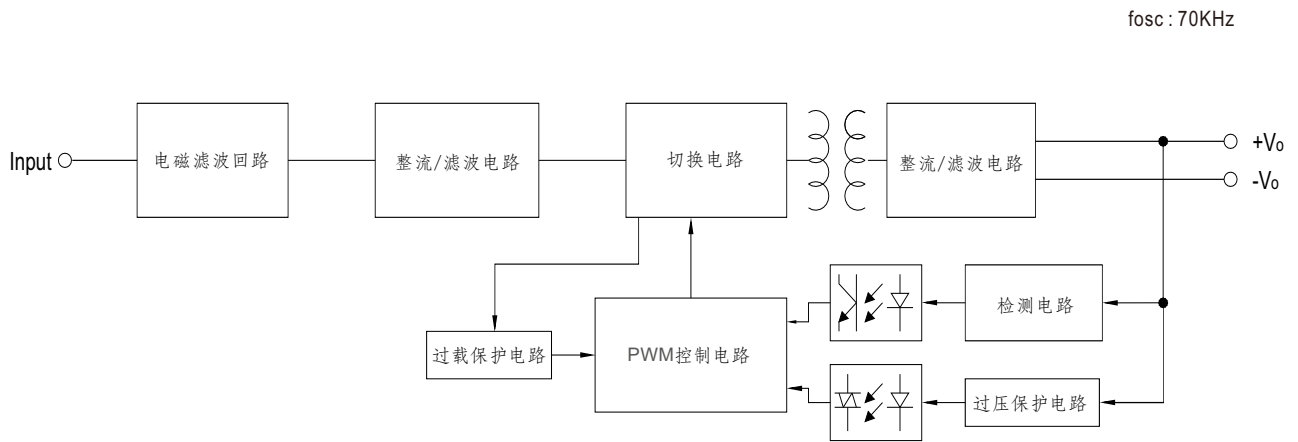 fosc : 70KHz
Input
电磁滤波回路
整流/滤波电路
切换电路
整流/滤波电路
+Vo
-Vo
检测电路
过载保护电路
PWM控制电路
过压保护电路